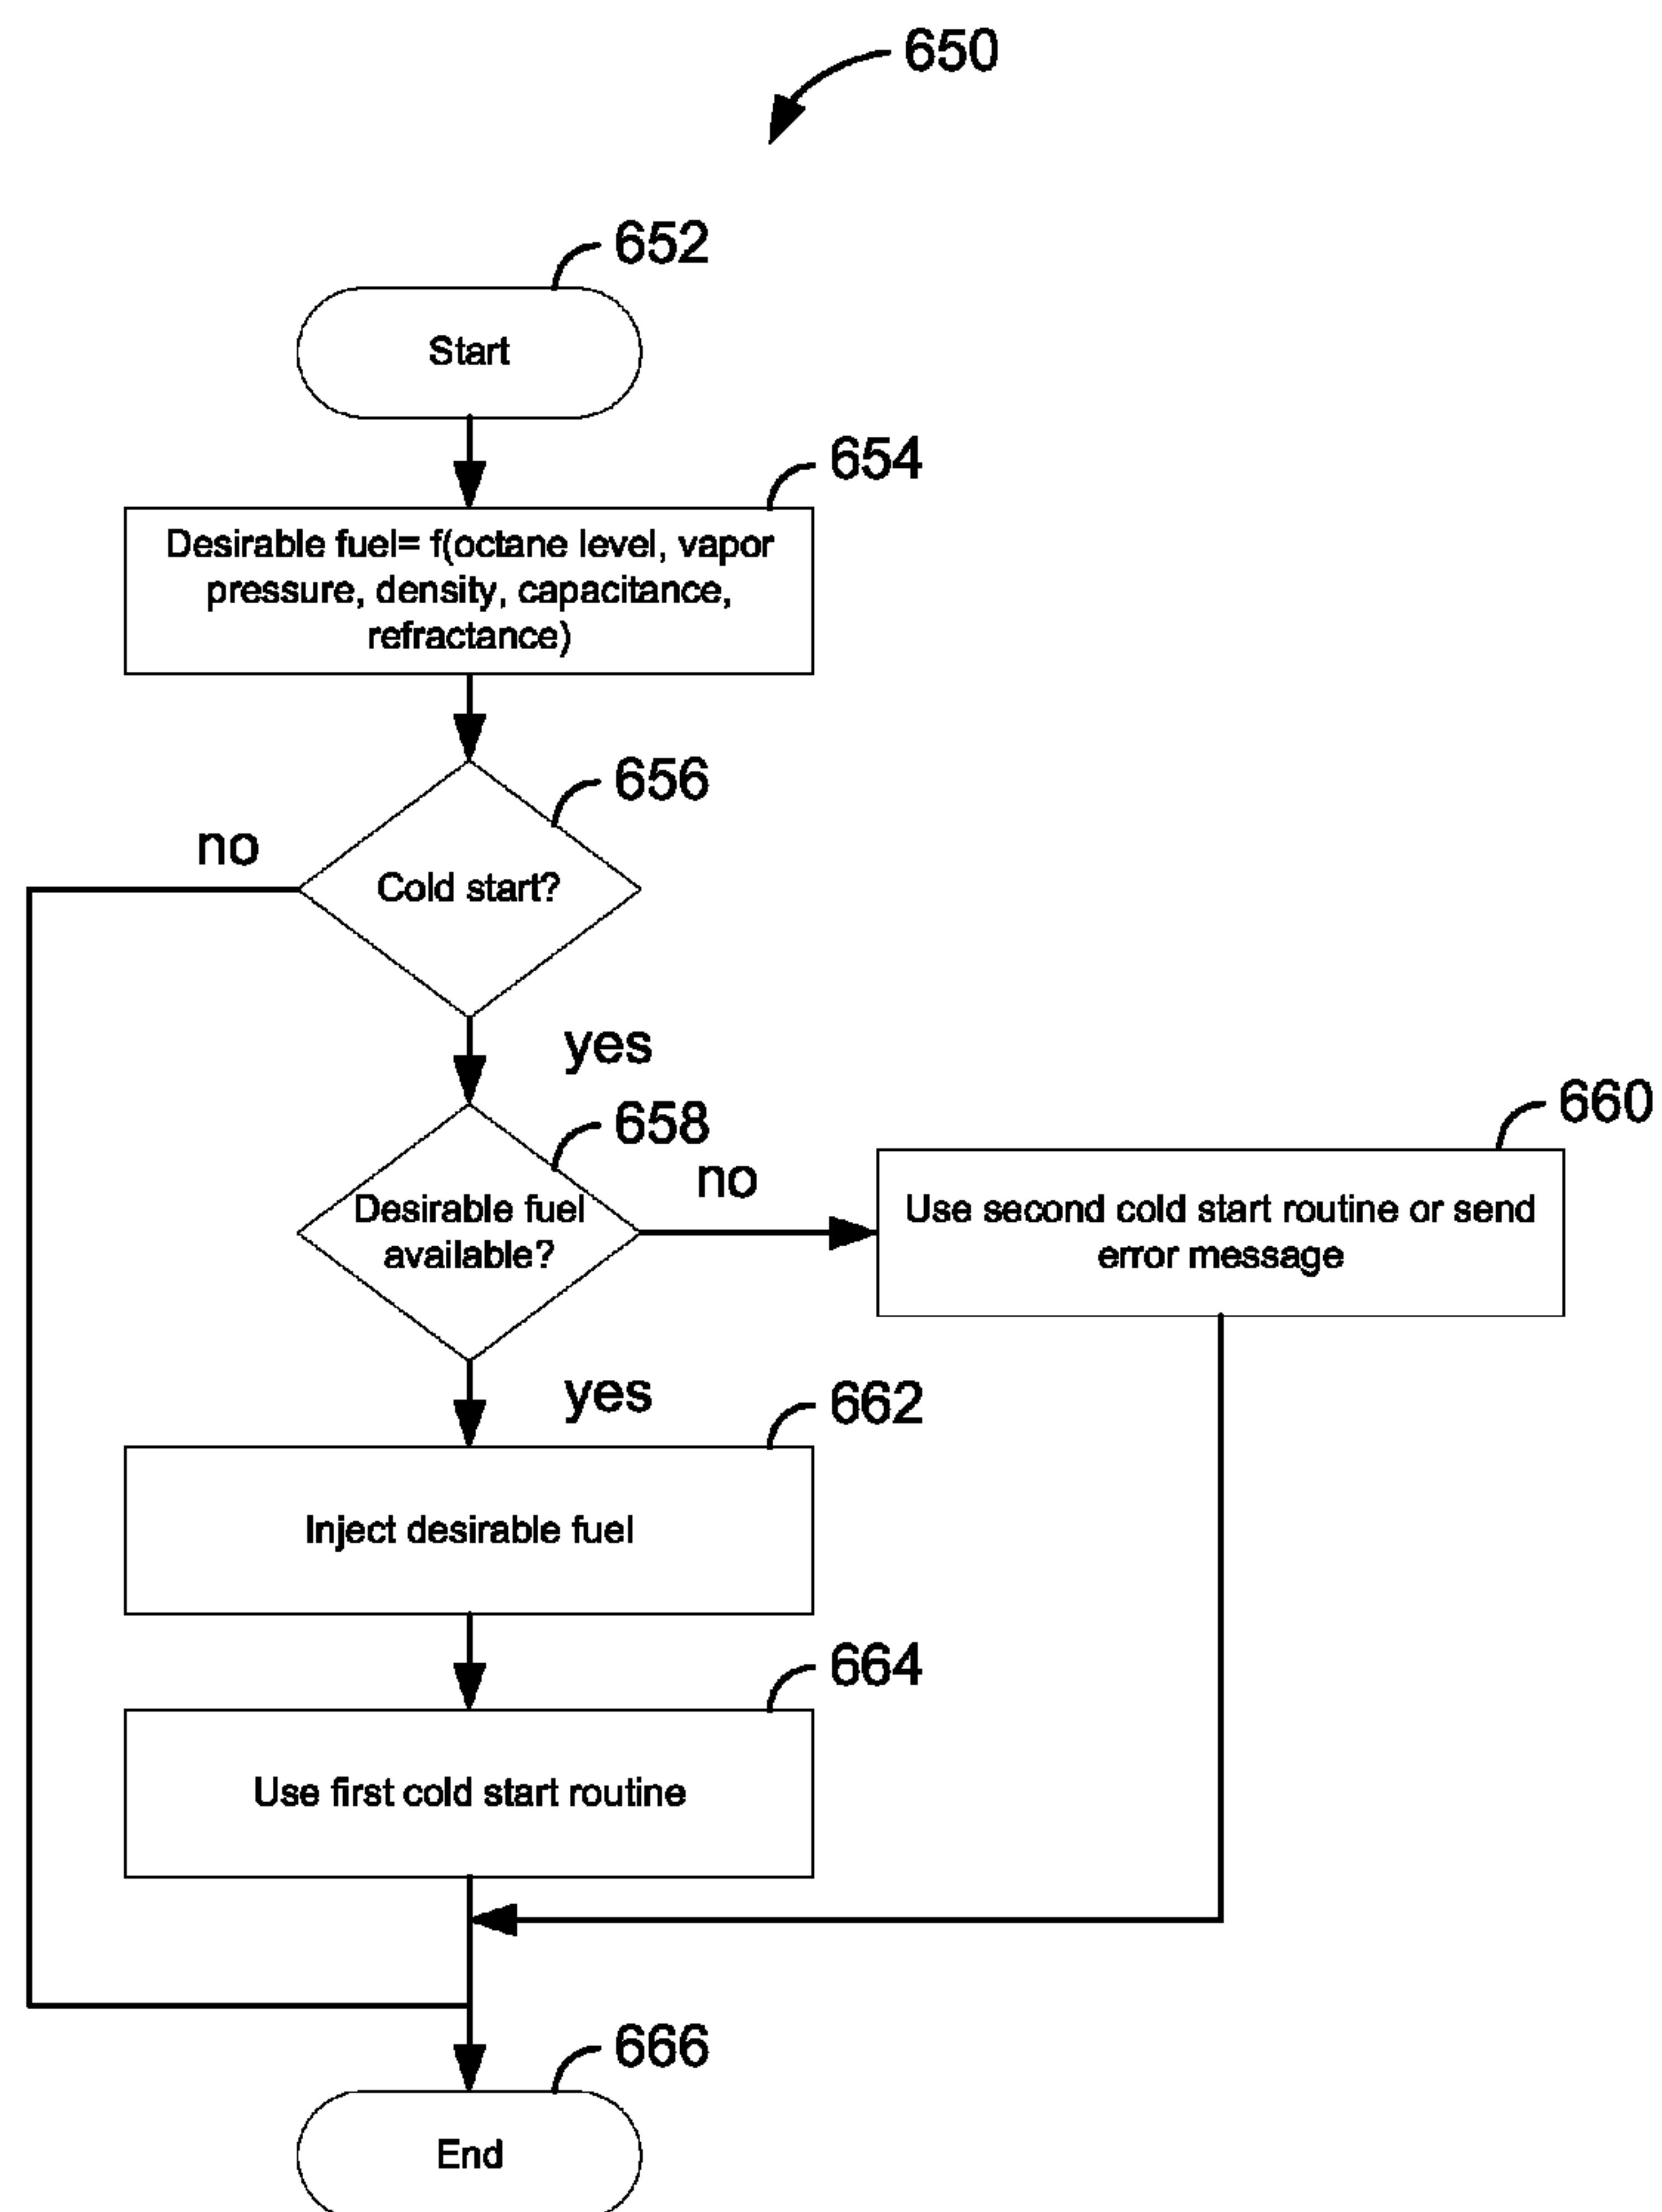 650
652
Start
654
Desirable fuel= f(octane level, vapor
pressure, density, capacitance,
refractance)
656
no
Cold start?
yes
658
660
no
Desirable fuel
available?
Use second cold start routine or send
error message
yes
662
Inject desirable fuel
664
Use first cold start routine
666
End